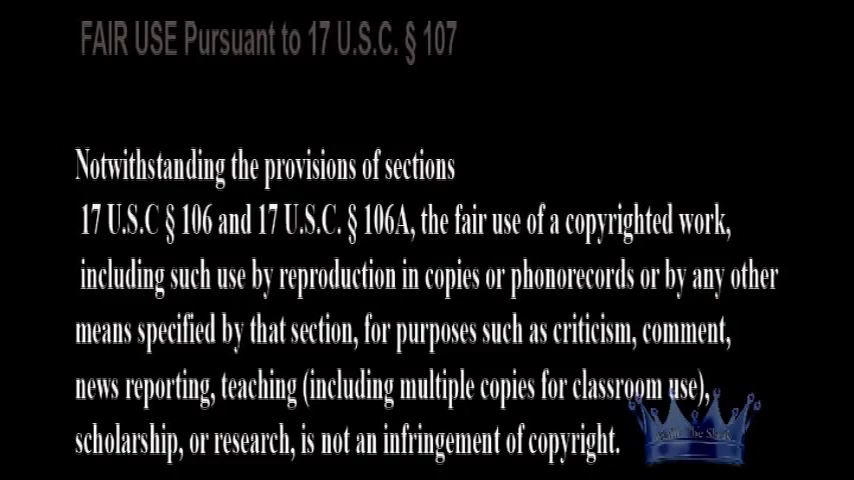 FAIR USE Pursuant to 17 U.S.C. § 107
Notwithstanding the provisions of sections
17 U.S.C § 106 and 17 U.S.C. § 106A, the fair use of a copyrighted work,
including such use by reproduction in copies or phonorecords or by any other
means specified by that section, for purposes such as criticism, comment,
news reporting, teaching (including multiple copies for classroom use),
scholarship, or research, is not an infringement of copyright.